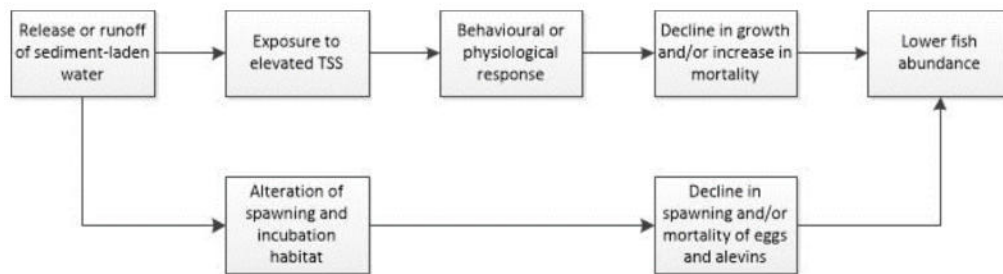 Release or runoff
of sediment-laden
water
Exposure to
elevated TSS
Behavioural or
physiological
response
Decline in growth
and/or increase in
mortality
Lower fish
abundance
Alteration of
spawning and
incubation
habitat
Decline in
spawning and/or
mortality of eggs
and alevins